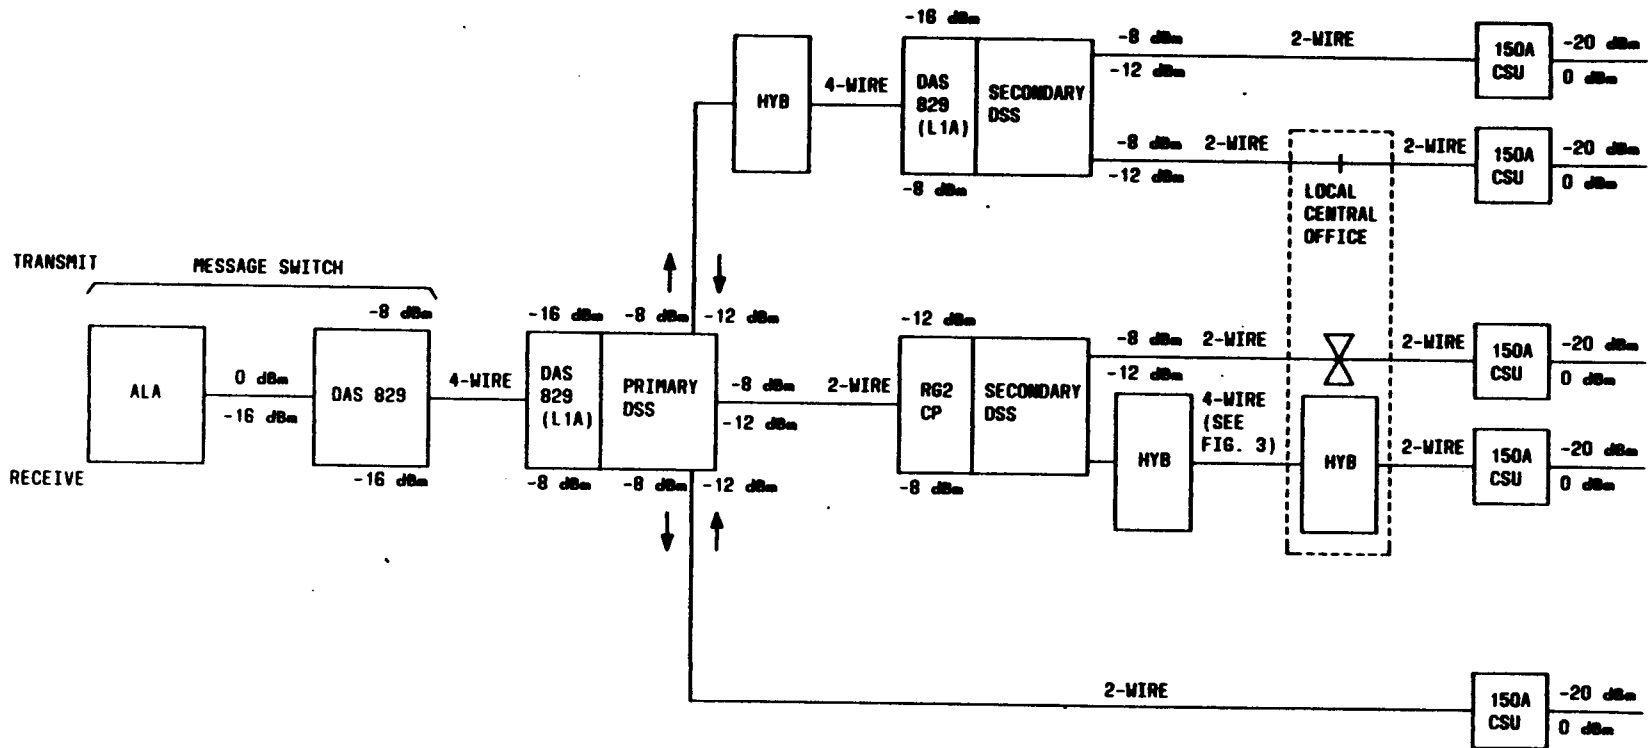 -16 dBm
HYB
4-WIRE
DAS
829
(L1A)
SECONDARY
DSS
-8 dBm
-8 dBm
-12 dBm
2-WIRE
150A
CSU
-20 dBm
0 dBm
-8 dBm
-12 dBm
2-WIRE
LOCAL
CENTRAL
OFFICE
2-WIRE
150A
CSU
-20 dBm
0 dBm
TRANSMIT
MESSAGE SWITCH
RECEIVE
ALA
0 dBm
-16 dBm
-8 dBm
DAS 829
-16 dBm
4-WIRE
-16 dBm
DAS
829
(L1A)
-8 dBm
-8 dBm
-12 dBm
PRIMARY
DSS
-8 dBm
-12 dBm
-8 dBm
-12 dBm
2-WIRE
-12 dBm
RG2
CP
-8 dBm
SECONDARY
DSS
-8 dBm
-12 dBm
2-WIRE
2-WIRE
150A
CSU
-20 dBm
0 dBm
HYB
4-WIRE
(SEE
FIG. 3)
HYB
2-WIRE
150A
CSU
-20 dBm
0 dBm
2-WIRE
150A
CSU
-20 dBm
0 dBm